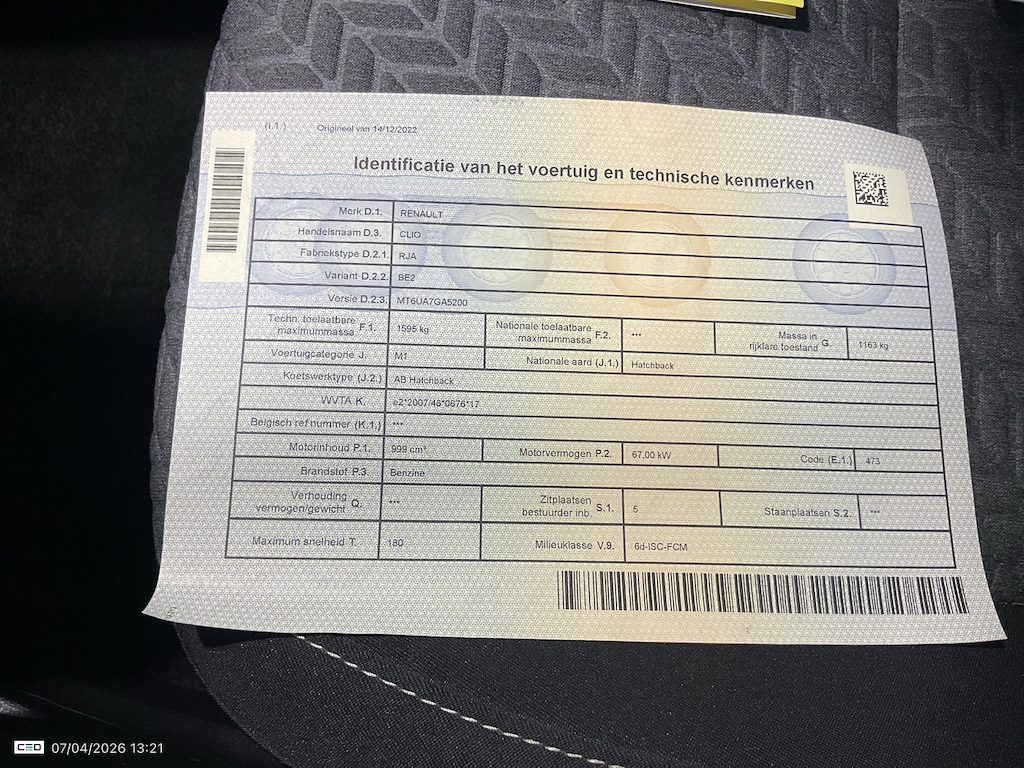 (I.1.) Origineel van 14/12/2022
Identificatie van het voertuig en technische kenmerken
Merk D.1. RENAULT
Handelsnaam D.3. CLIO
Fabriekstype D.2.1. RJA
Variant D.2.2. BE2
Versie D.2.3. MT6UA7GA5200
Techn. toelaatbare maximummassa F.1. 1595 kg Nationale toelaatbare maximummassa F.2. *** Massa in rijklare toestand G. 1163 kg
Voertuigcategorie J. M1 Nationale aard (J.1.) Hatchback
Koetswerktype (J.2.) AB Hatchback
WVTA K. e2*2007/46*0676*17
Belgisch ref nummer (K.1.) ***
Motorinhoud P.1. 999 cm³ Motorvermogen P.2. 67,00 kW Code (E.1.) 473
Brandstof P.3. Benzine
Verhouding vermogen/gewicht Q. *** Zitplaatsen bestuurder inb. S.1. 5 Staanplaatsen S.2. ***
Maximum snelheid T. 180 Milieuklasse V.9. 6d-ISC-FCM
CEO 07/04/2026 13:21